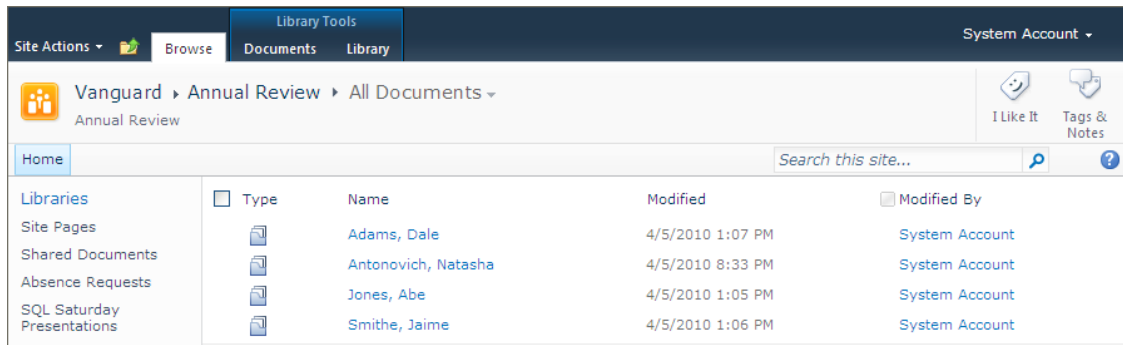 Library Tools
Site Actions Browse Documents Library System Account
Vanguard Annual Review All Documents
Annual Review
I Like It Tags &
Notes
Home Search this site...
Libraries
Site Pages
Shared Documents
Absence Requests
SQL Saturday
Presentations
Type Name Modified Modified By
Adams, Dale 4/5/2010 1:07 PM System Account
Antonovich, Natasha 4/5/2010 8:33 PM System Account
Jones, Abe 4/5/2010 1:05 PM System Account
Smithe, Jaime 4/5/2010 1:06 PM System Account